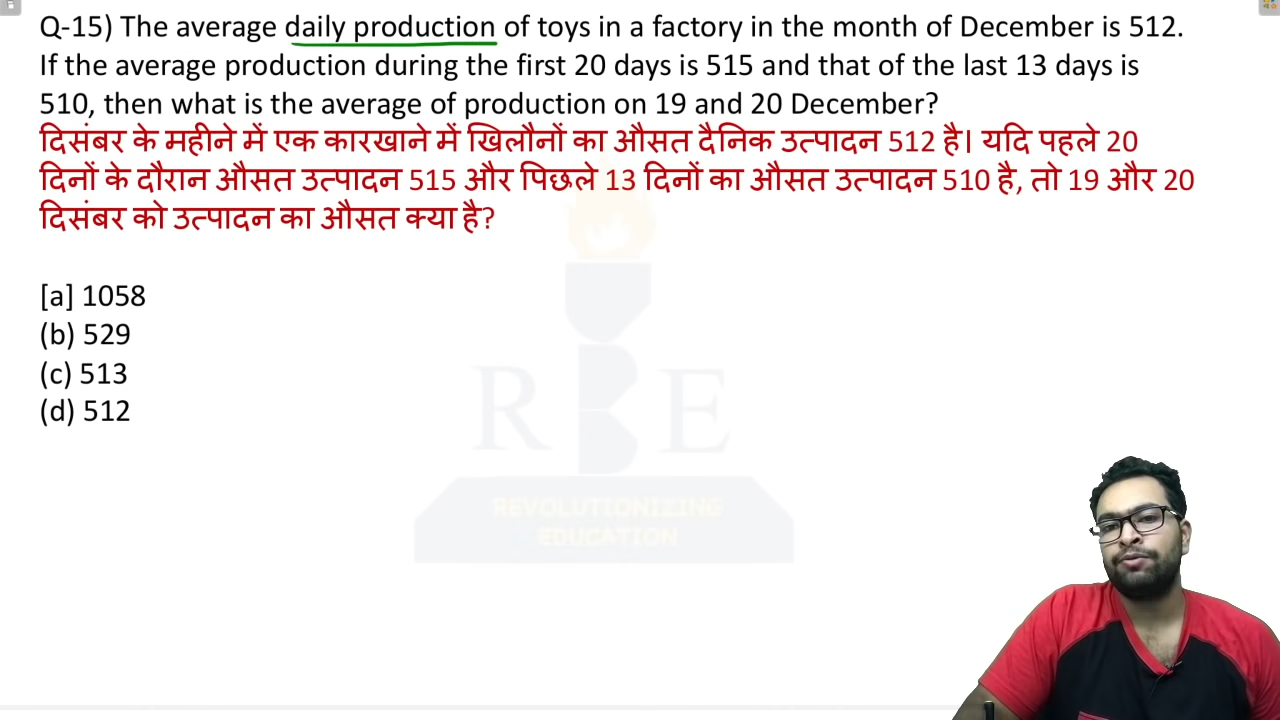 Q-15) The average daily production of toys in a factory in the month of December is 512.
If the average production during the first 20 days is 515 and that of the last 13 days is
510, then what is the average of production on 19 and 20 December?
दिसंबर के महीने में एक कारखाने में खिलौनों का औसत दैनिक उत्पादन 512 है। यदि पहले 20
दिनों के दौरान औसत उत्पादन 515 और पिछले 13 दिनों का औसत उत्पादन 510 है, तो 19 और 20
दिसंबर को उत्पादन का औसत क्या है?
[a] 1058
(b) 529
(c) 513
(d) 512
R B E
REVOLUTIONIZING
EDUCATION